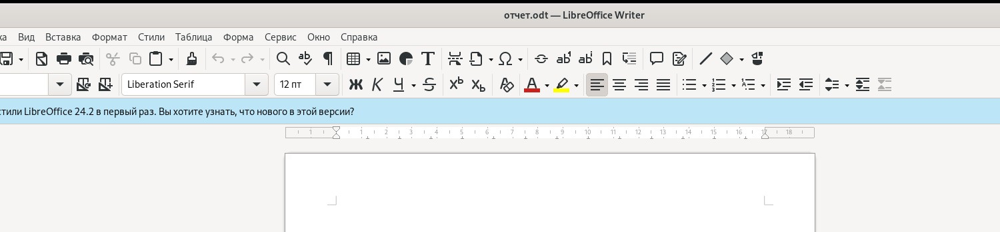 отчет.odt — LibreOffice Writer
ка Вид Вставка Формат Стили Таблица Форма Сервис Окно Справка
Liberation Serif 12 пт Ж К Ч S
стили LibreOffice 24.2 в первый раз. Вы хотите узнать, что нового в этой версии?
1 1 2 3 4 5 6 7 8 9 10 11 12 13 14 15 16 17 18